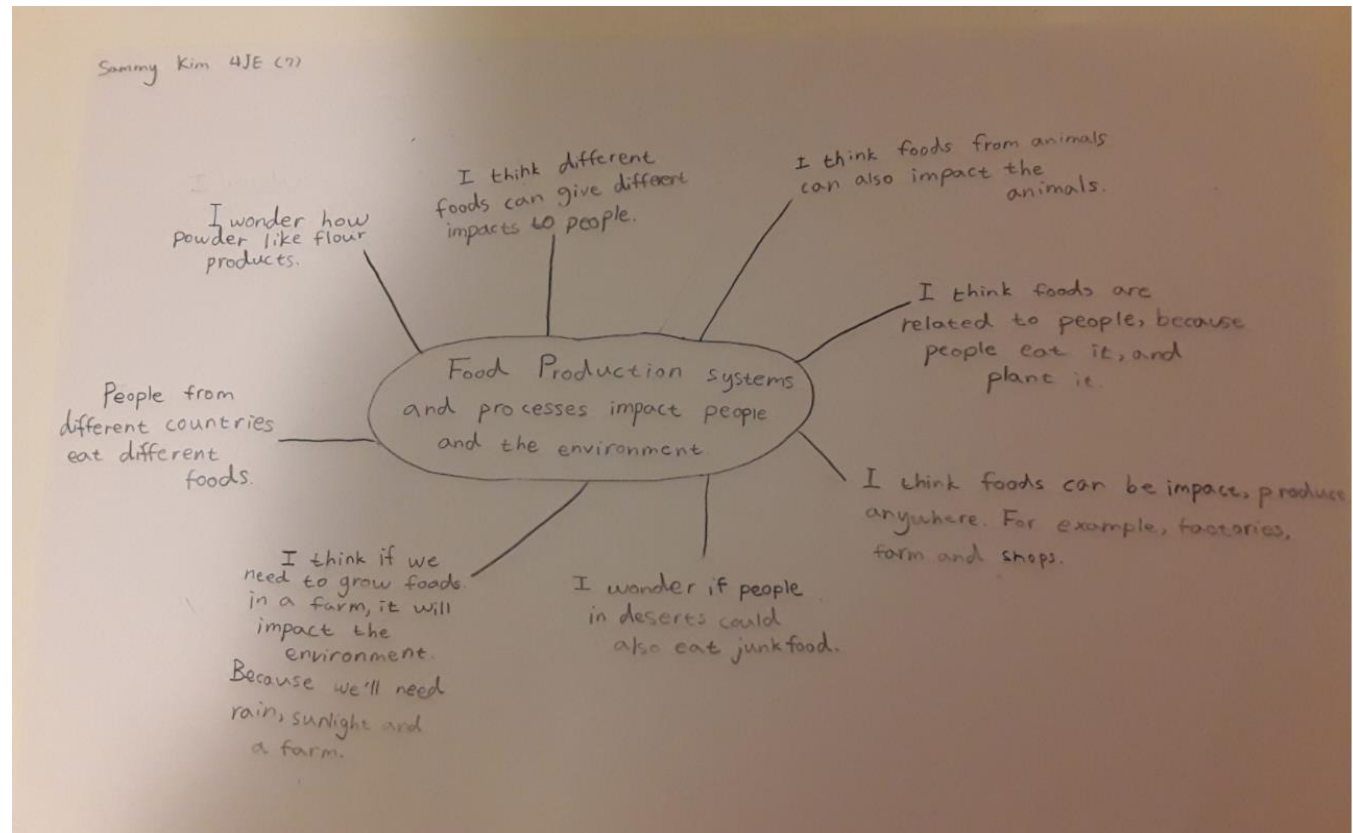 Sammy Kim 4JE (7)
I wonder how
powder like flour
products.
I think different
foods can give different
impacts to people.
I think foods from animals
can also impact the
animals.
I think foods are
related to people, because
people eat it, and
plant it.
Food Production systems
and processes impact people
and the environment
People from
different countries
eat different
foods.
I think foods can be impact, produce
anywhere. For example, factories,
farm and shops.
I think if we
need to grow foods
in a farm, it will
impact the
environment.
Because we'll need
rain, sunlight and
a farm.
I wonder if people
in deserts could
also eat junkfood.